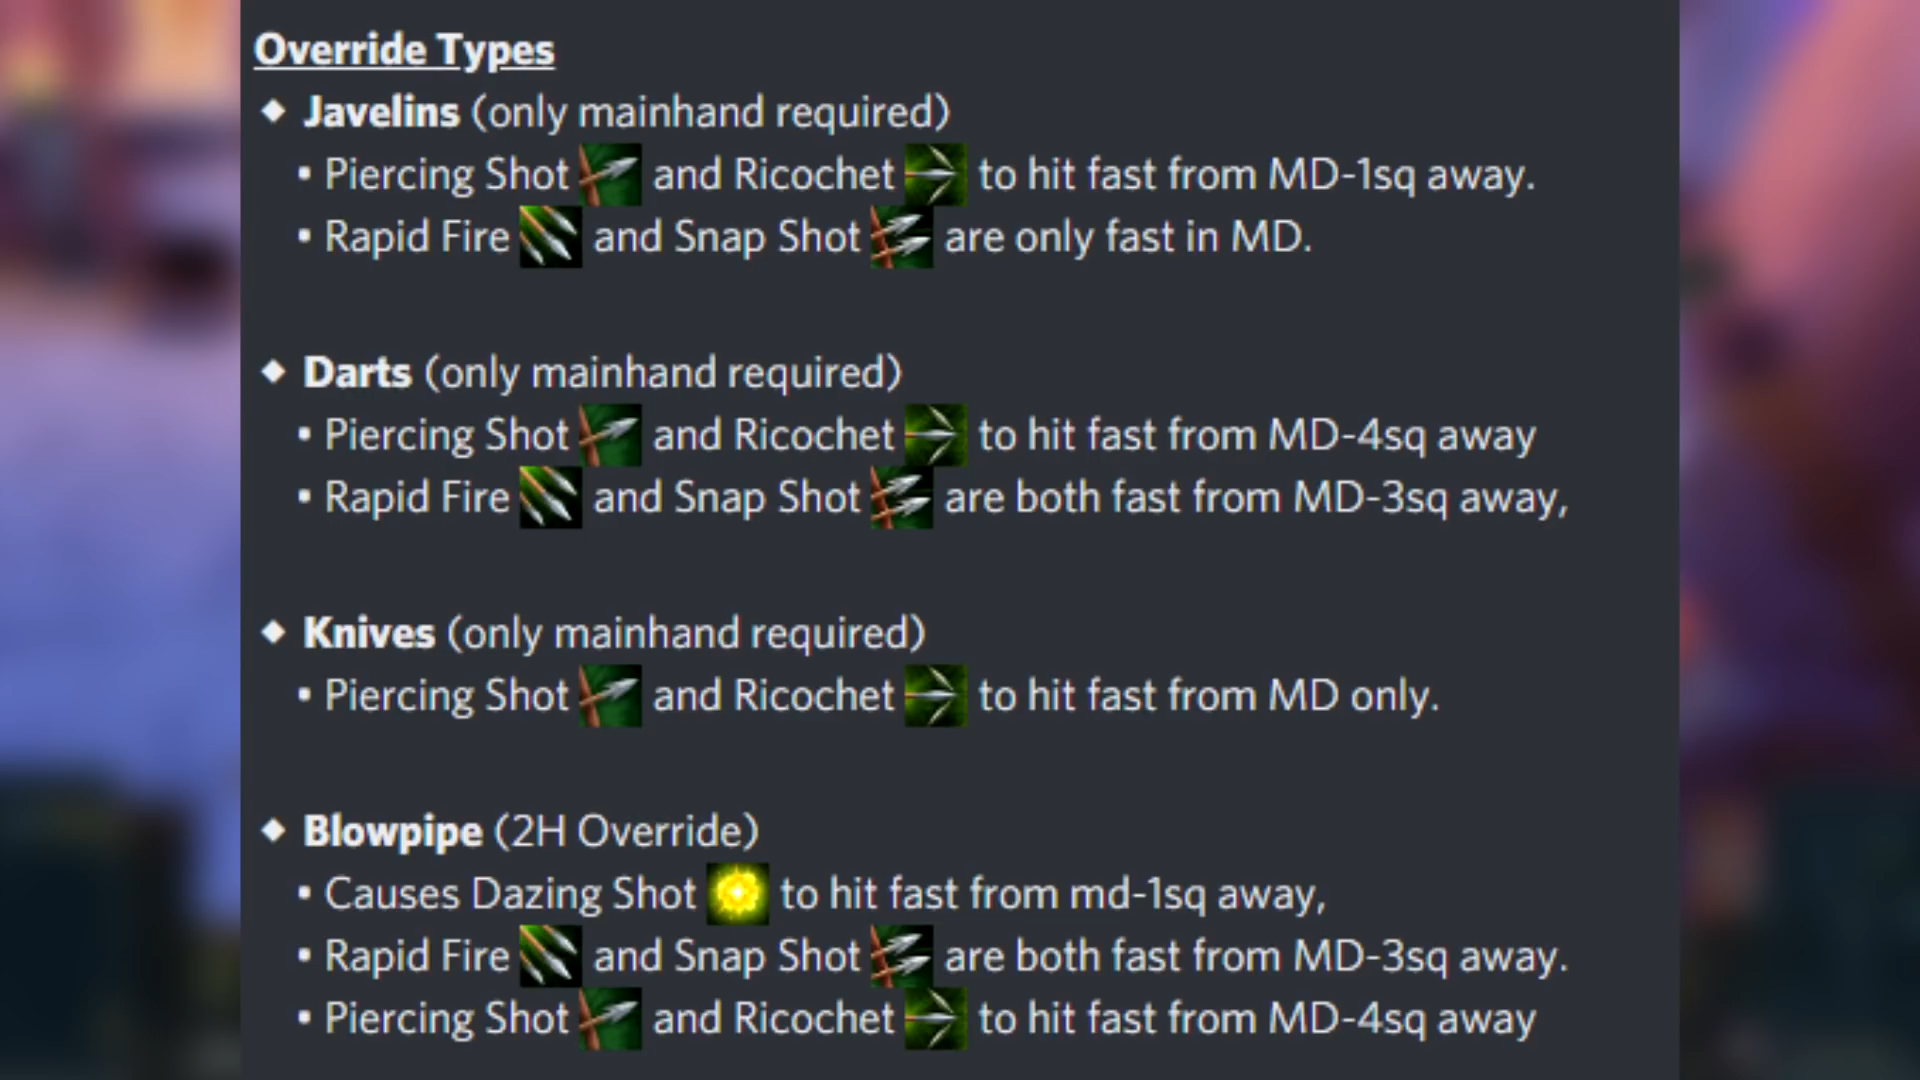 Override Types
◆ Javelins (only mainhand required)
• Piercing Shot and Ricochet to hit fast from MD-1sq away.
• Rapid Fire and Snap Shot are only fast in MD.
◆ Darts (only mainhand required)
• Piercing Shot and Ricochet to hit fast from MD-4sq away
• Rapid Fire and Snap Shot are both fast from MD-3sq away,
◆ Knives (only mainhand required)
• Piercing Shot and Ricochet to hit fast from MD only.
◆ Blowpipe (2H Override)
• Causes Dazing Shot to hit fast from md-1sq away,
• Rapid Fire and Snap Shot are both fast from MD-3sq away.
• Piercing Shot and Ricochet to hit fast from MD-4sq away